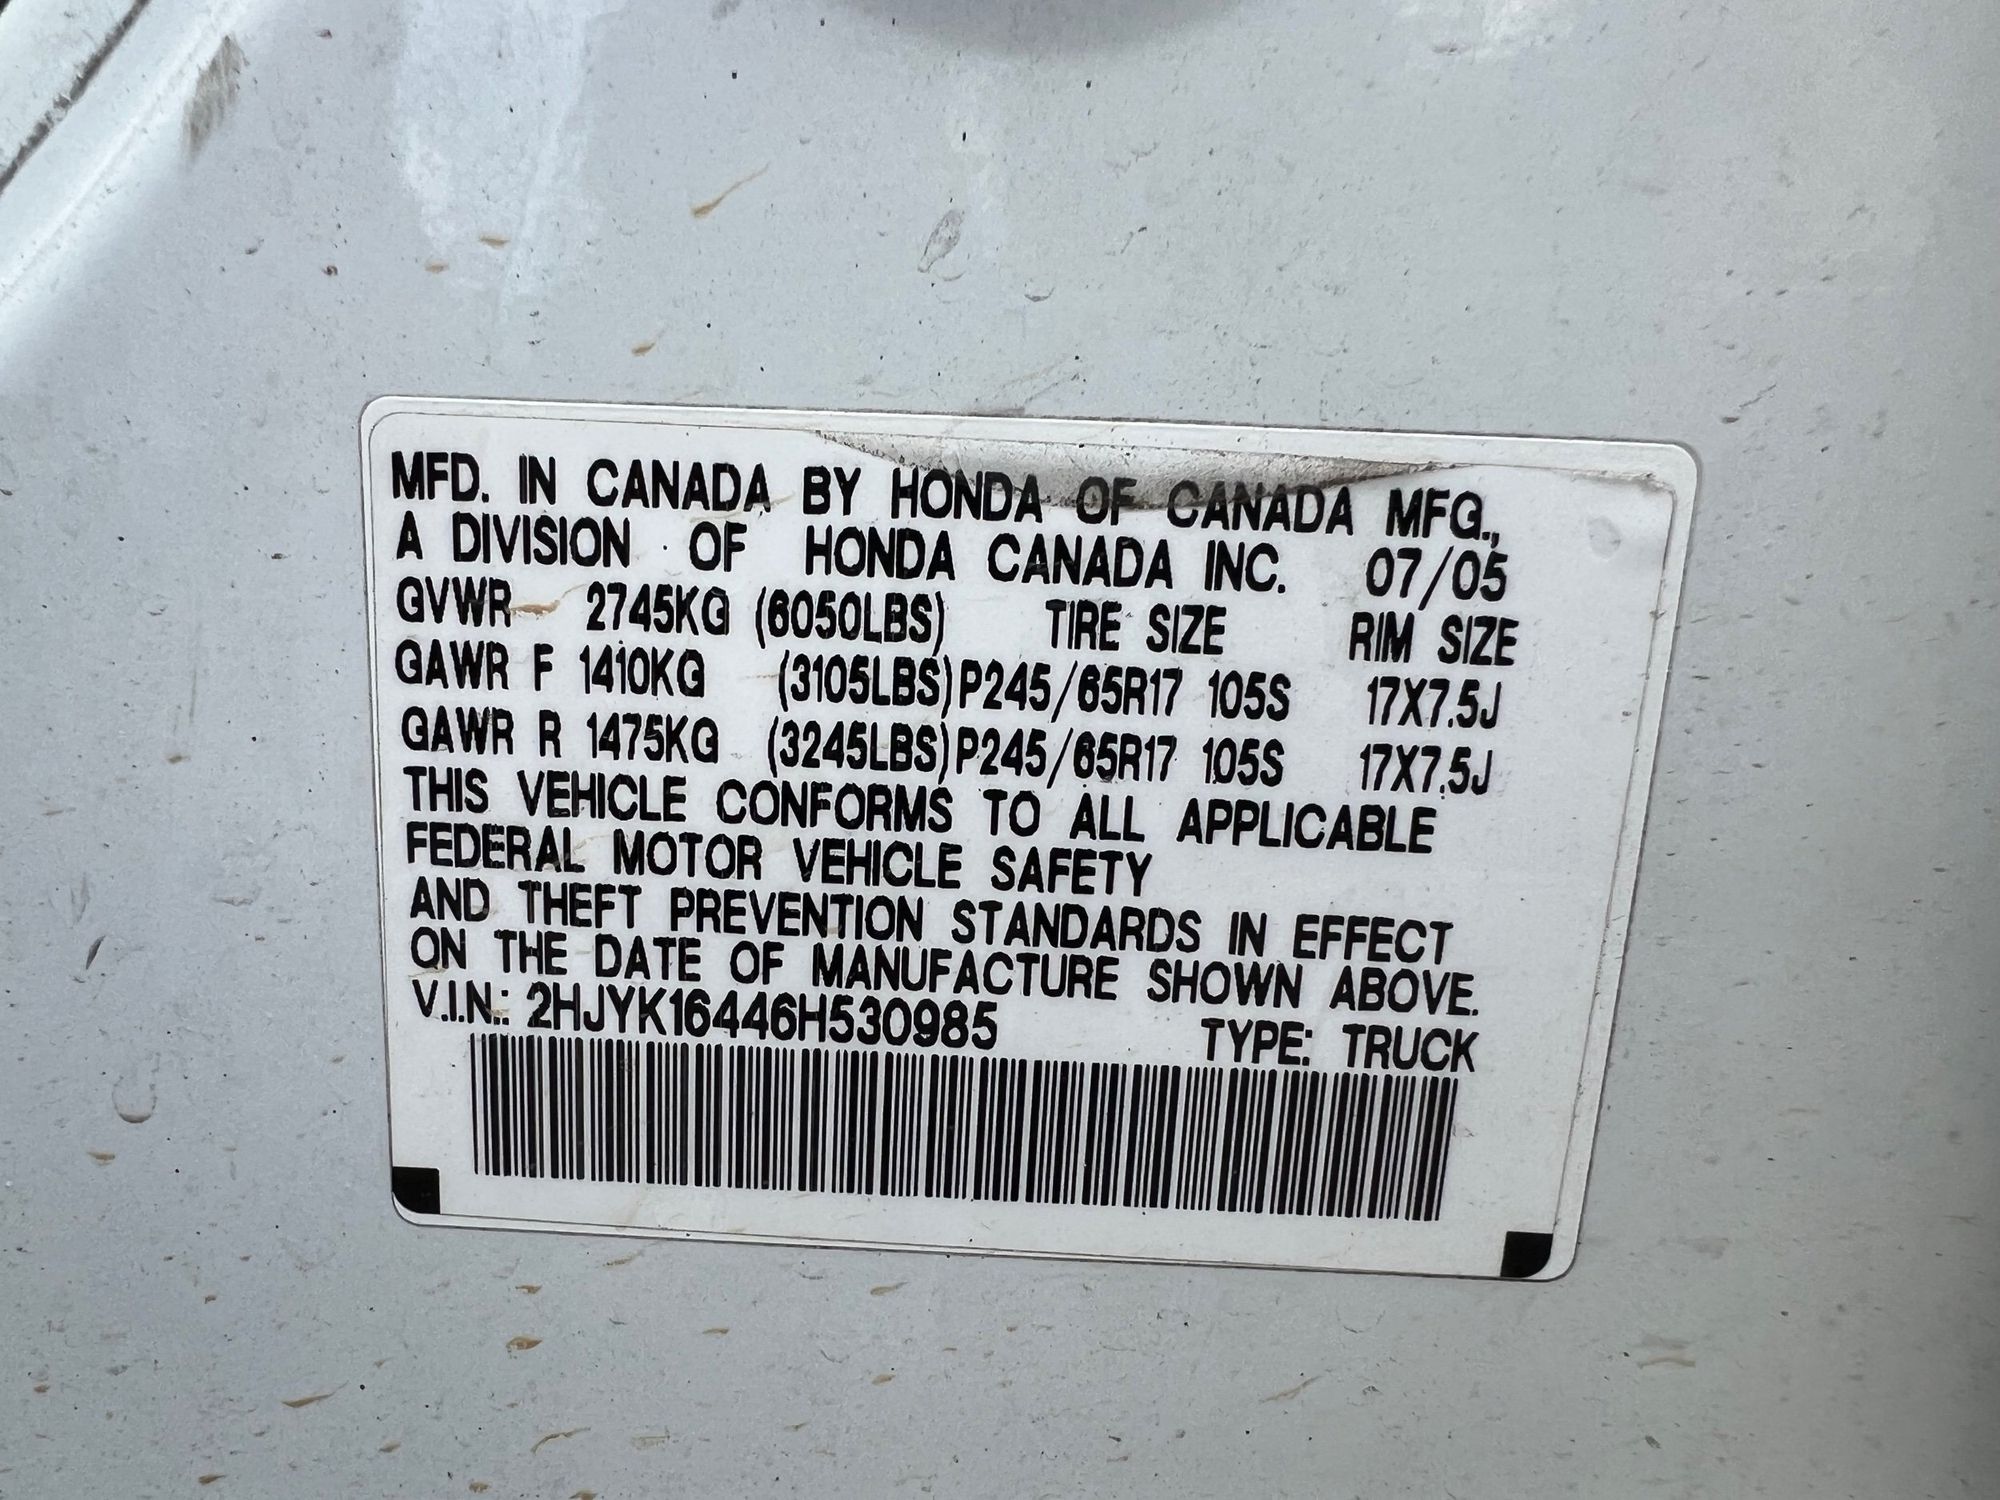 MFD. IN CANADA BY HONDA OF CANADA MFG.,
A DIVISION OF HONDA CANADA INC. 07/05
GVWR 2745KG (6050LBS) TIRE SIZE RIM SIZE
GAWR F 1410KG (3105LBS) P245/65R17 105S 17X7.5J
GAWR R 1475KG (3245LBS) P245/65R17 105S 17X7.5J
THIS VEHICLE CONFORMS TO ALL APPLICABLE
FEDERAL MOTOR VEHICLE SAFETY
AND THEFT PREVENTION STANDARDS IN EFFECT
ON THE DATE OF MANUFACTURE SHOWN ABOVE.
V.I.N.: 2HJYK16446H530985 TYPE: TRUCK